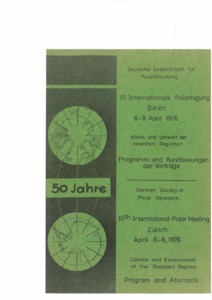 Deutsche Gesellschaft für
Polarforschung
10. Internationale Polartagung
Zürich
6.-8. April 1976
Klima und Umwelt der
vereisten Regionen
Programm und Kurzfassungen
der Vorträge
50 Jahre
German Society of
Polar Research
10th International Polar Meeting
Zurich
April 6-8, 1976
Climate and Environment
of the Glaciated Regions
Program and Abstracts